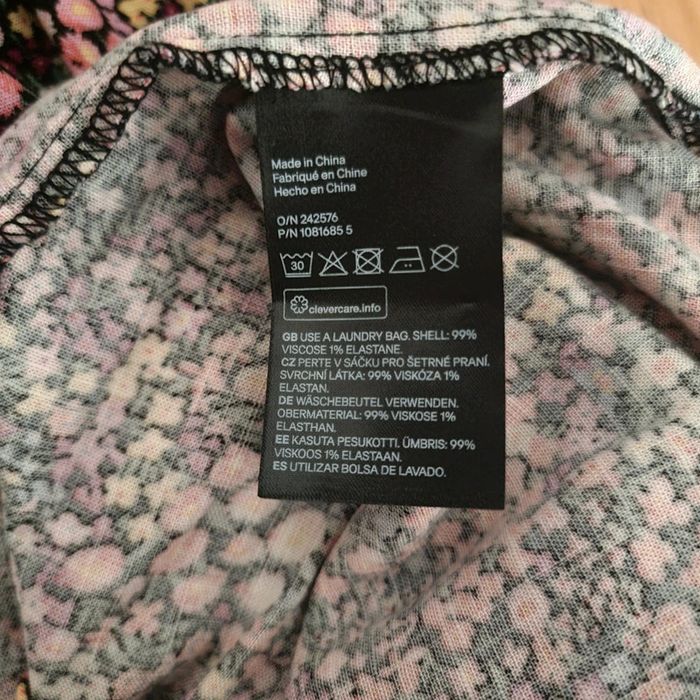 Made in China
Fabriqué en Chine
Hecho en China
O/N 242576
P/N 1081685 5
30
clevercare.info
GB USE A LAUNDRY BAG. SHELL: 99%
VISCOSE 1% ELASTANE.
CZ PERTE V SÁČKU PRO ŠETRNÉ PRANÍ.
SVRCHNÍ LÁTKA: 99% VISKÓZA 1%
ELASTAN.
DE WÄSCHEBEUTEL VERWENDEN.
OBERMATERIAL: 99% VISKOSE 1%
ELASTHAN.
EE KASUTA PESUKOTTI. ÜMBRIS: 99%
VISKOOS 1% ELASTAAN.
ES UTILIZAR BOLSA DE LAVADO.